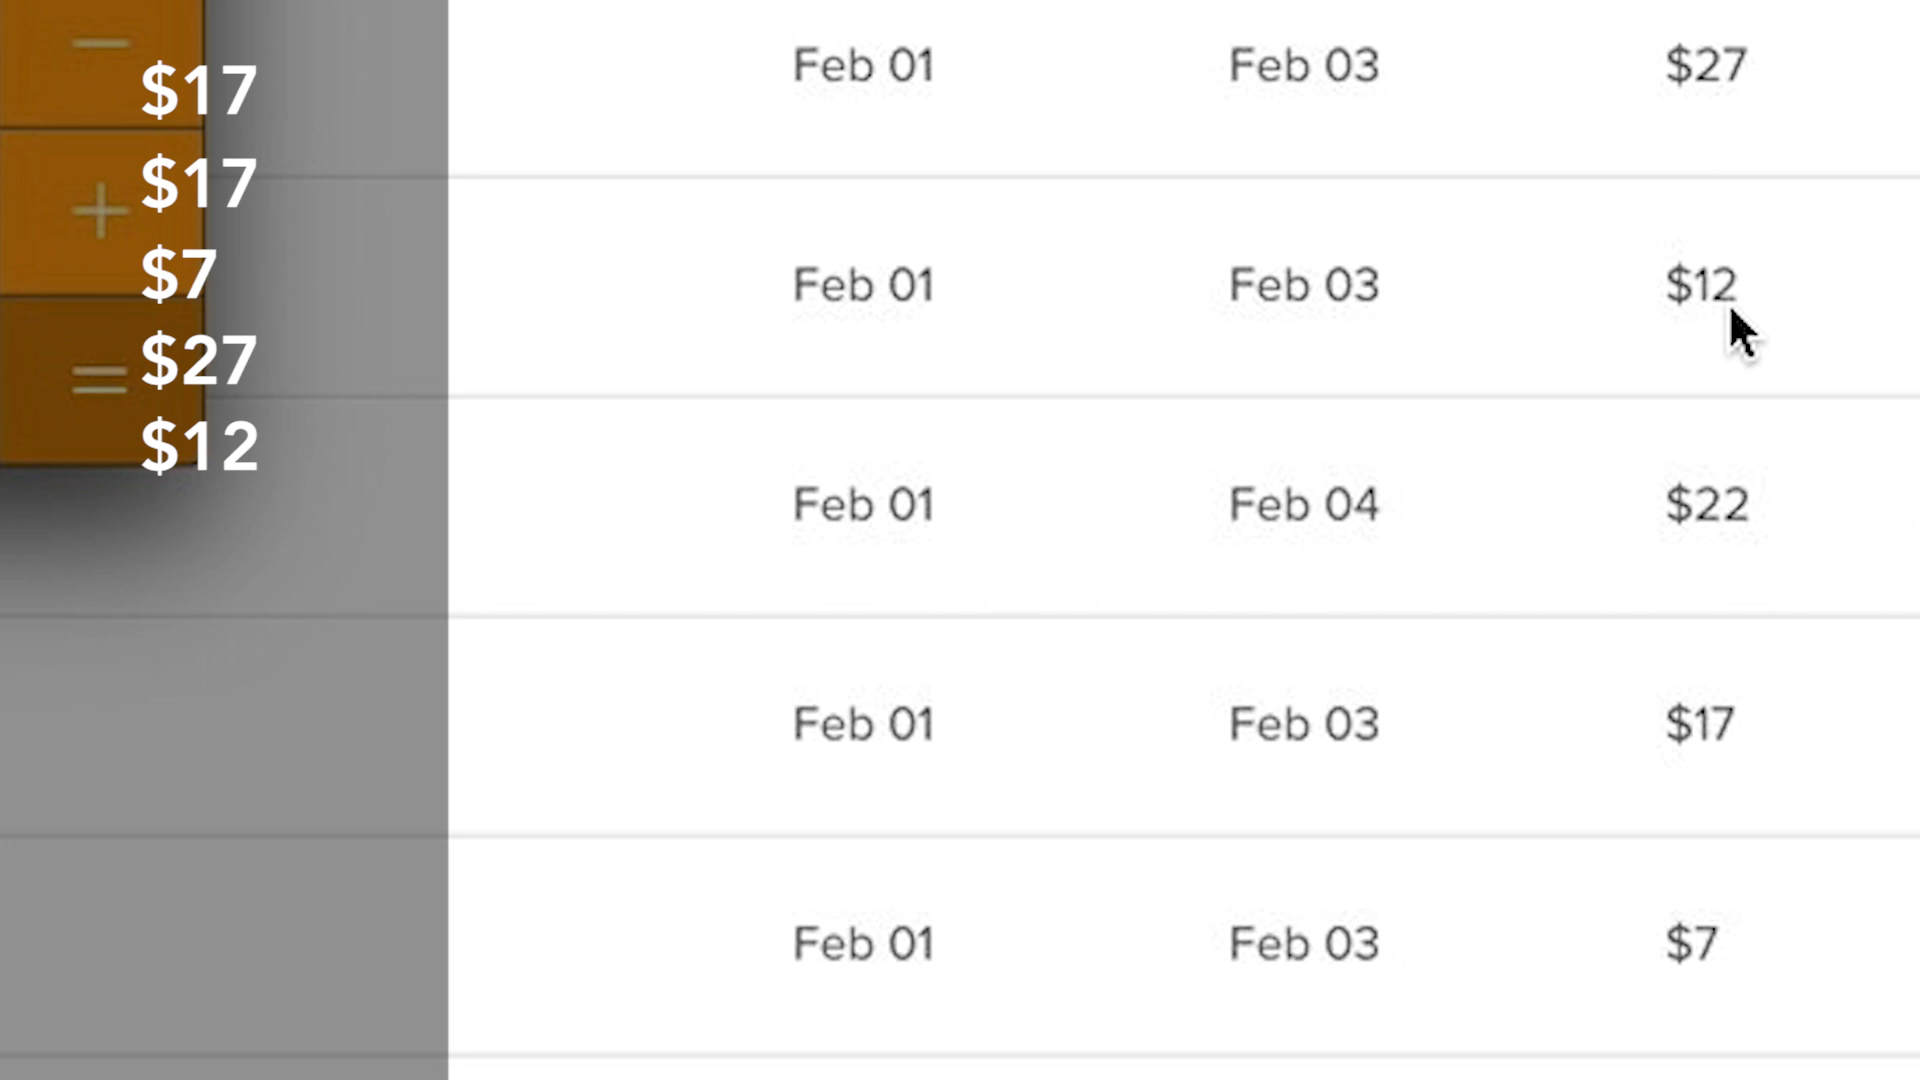 −
$17
$17
+
$7
$27
=
$12
Feb 01 Feb 03 $27
Feb 01 Feb 03 $12
Feb 01 Feb 04 $22
Feb 01 Feb 03 $17
Feb 01 Feb 03 $7